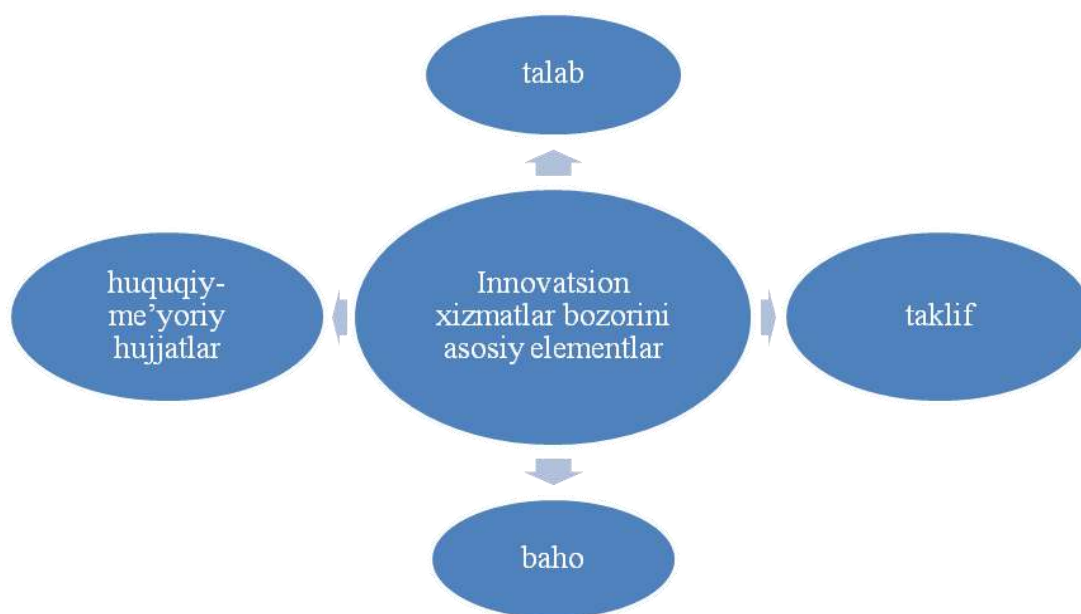 talab
huquqiy-
me’yoriy
hujjatlar
Innovatsion
xizmatlar bozorini
asosiy elementlar
taklif
baho